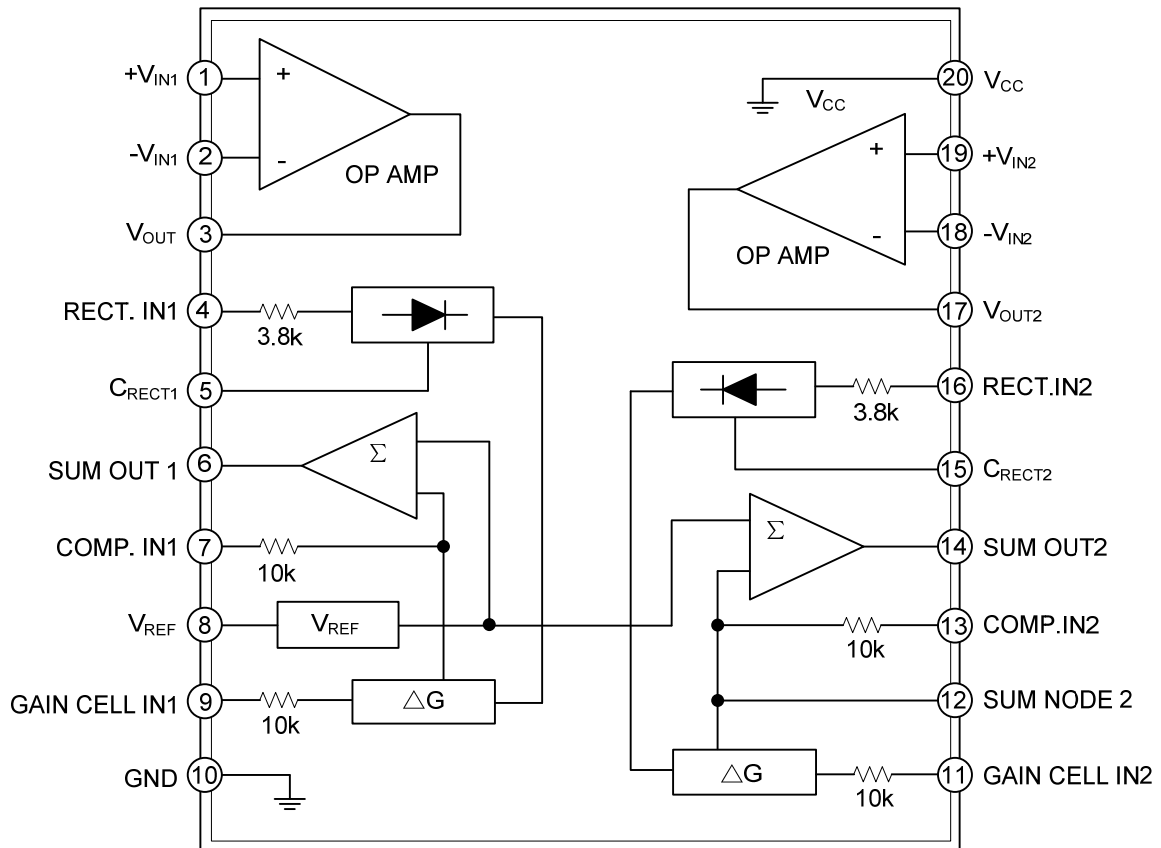 +VIN1 1 + 20 VCC
VCC
-VIN1 2 - OP AMP + 19 +VIN2
VOUT 3 OP AMP - 18 -VIN2
RECT. IN1 4 3.8k 17 VOUT2
CRECT1 5 16 RECT.IN2
3.8k
SUM OUT 1 6 Σ 15 CRECT2
COMP. IN1 7 10k Σ 14 SUM OUT2
VREF 8 VREF 13 COMP.IN2
10k
GAIN CELL IN1 9 10k △G 12 SUM NODE 2
GND 10 △G 10k 11 GAIN CELL IN2